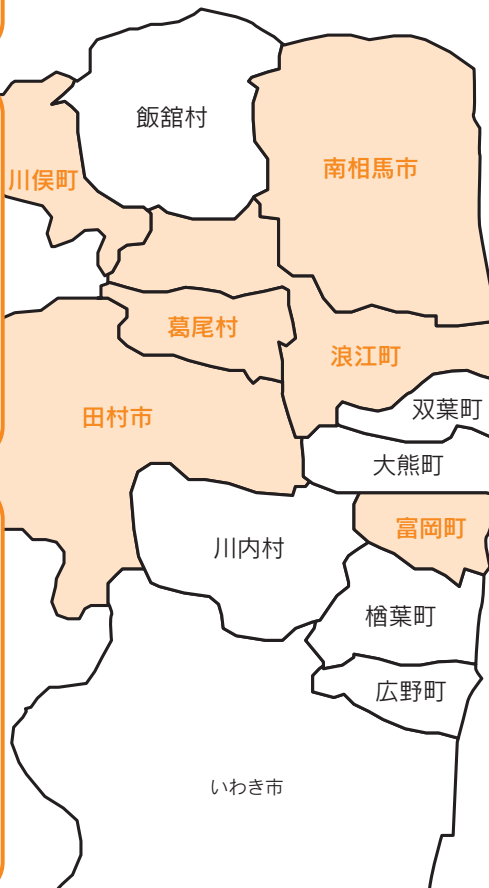 飯舘村
川俣町
南相馬市
葛尾村
浪江町
田村市
双葉町
大熊町
富岡町
川内村
楢葉町
広野町
いわき市